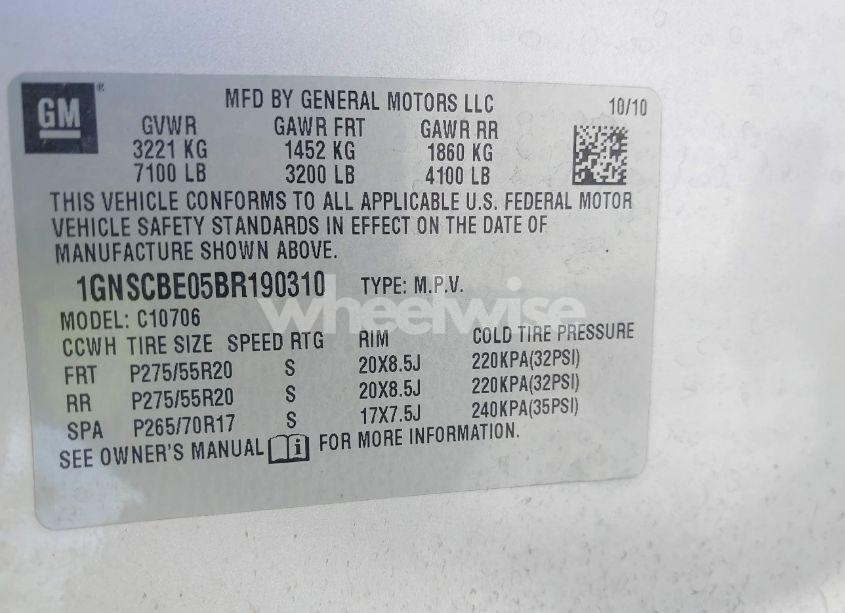 GM®
MFD BY GENERAL MOTORS LLC 10/10
GVWR GAWR FRT GAWR RR
3221 KG 1452 KG 1860 KG
7100 LB 3200 LB 4100 LB
THIS VEHICLE CONFORMS TO ALL APPLICABLE U.S. FEDERAL MOTOR
VEHICLE SAFETY STANDARDS IN EFFECT ON THE DATE OF
MANUFACTURE SHOWN ABOVE.
1GNSCBE05BR190310 TYPE: M.P.V.
wheelwise
MODEL: C10706
CCWH TIRE SIZE SPEED RTG RIM COLD TIRE PRESSURE
FRT P275/55R20 S 20X8.5J 220KPA(32PSI)
RR P275/55R20 S 20X8.5J 220KPA(32PSI)
SPA P265/70R17 S 17X7.5J 240KPA(35PSI)
SEE OWNER'S MANUAL i FOR MORE INFORMATION.